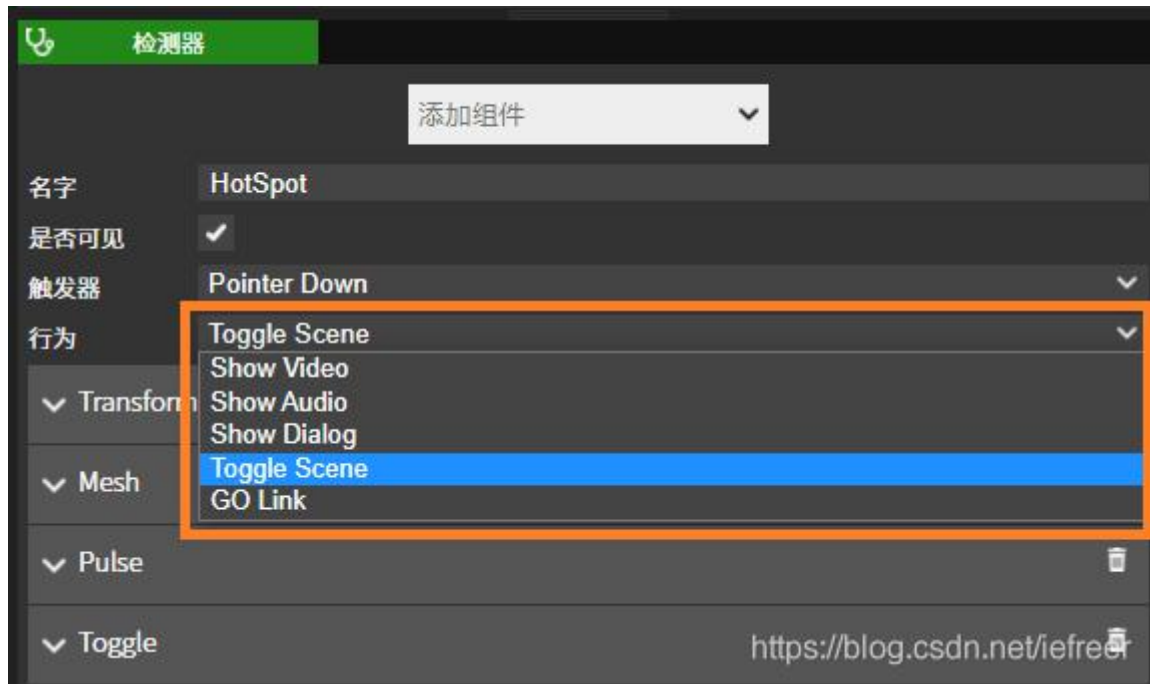 检测器
添加组件
名字 HotSpot
是否可见
触发器 Pointer Down
行为 Toggle Scene
Show Video
Transform Show Audio
Show Dialog
Toggle Scene
Mesh
GO Link
Pulse
Toggle
https://blog.csdn.net/iefreer